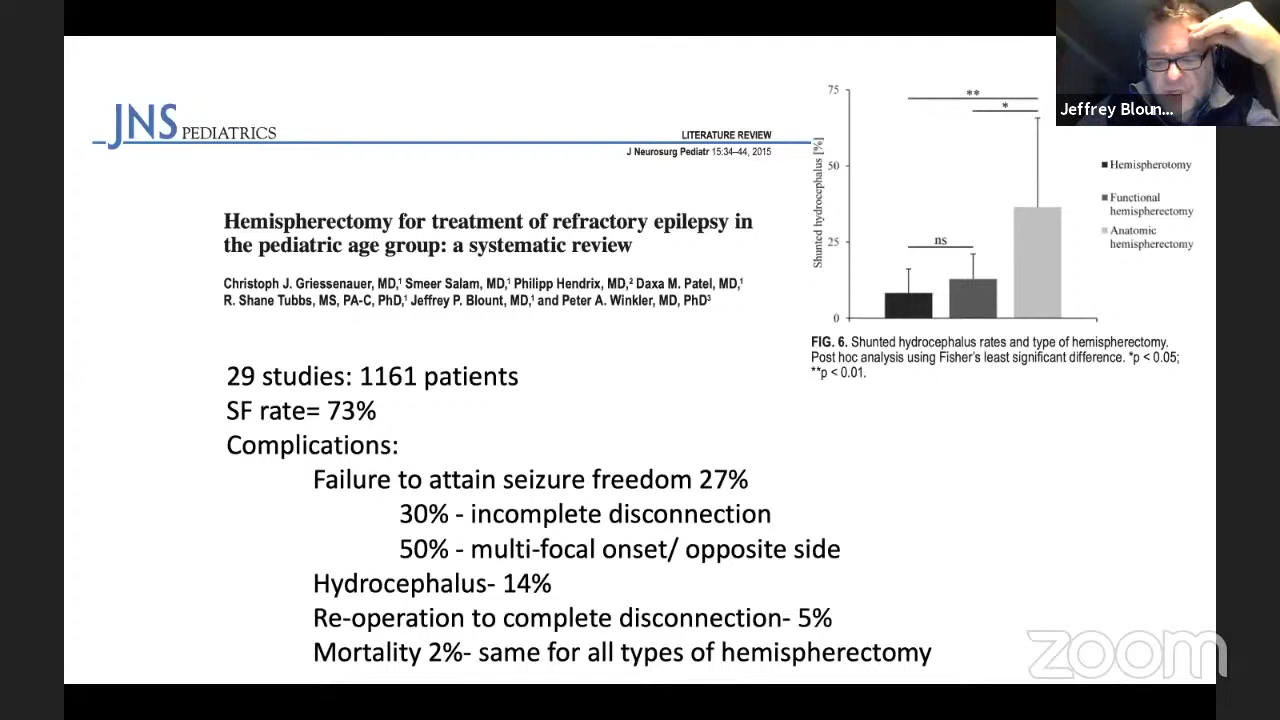 JNS PEDIATRICS
LITERATURE REVIEW
J Neurosurg Pediatr 15:34–44, 2015
Hemispherectomy for treatment of refractory epilepsy in
the pediatric age group: a systematic review
Christoph J. Griessenauer, MD,¹ Smeer Salam, MD,¹ Philipp Hendrix, MD,² Daxa M. Patel, MD,¹
R. Shane Tubbs, MS, PA-C, PhD,¹ Jeffrey P. Blount, MD,¹ and Peter A. Winkler, MD, PhD³
29 studies: 1161 patients
SF rate= 73%
Complications:
Failure to attain seizure freedom 27%
30% - incomplete disconnection
50% - multi-focal onset/ opposite side
Hydrocephalus- 14%
Re-operation to complete disconnection- 5%
Mortality 2%- same for all types of hemispherectomy
Shunted hydrocephalus [%]
75
50
25
0
**
*
ns
Hemispherotomy
Functional
hemispherectomy
Anatomic
hemispherectomy
FIG. 6. Shunted hydrocephalus rates and type of hemispherectomy.
Post hoc analysis using Fisher's least significant difference. *p < 0.05;
**p < 0.01.
Jeffrey Bloun...
zoom